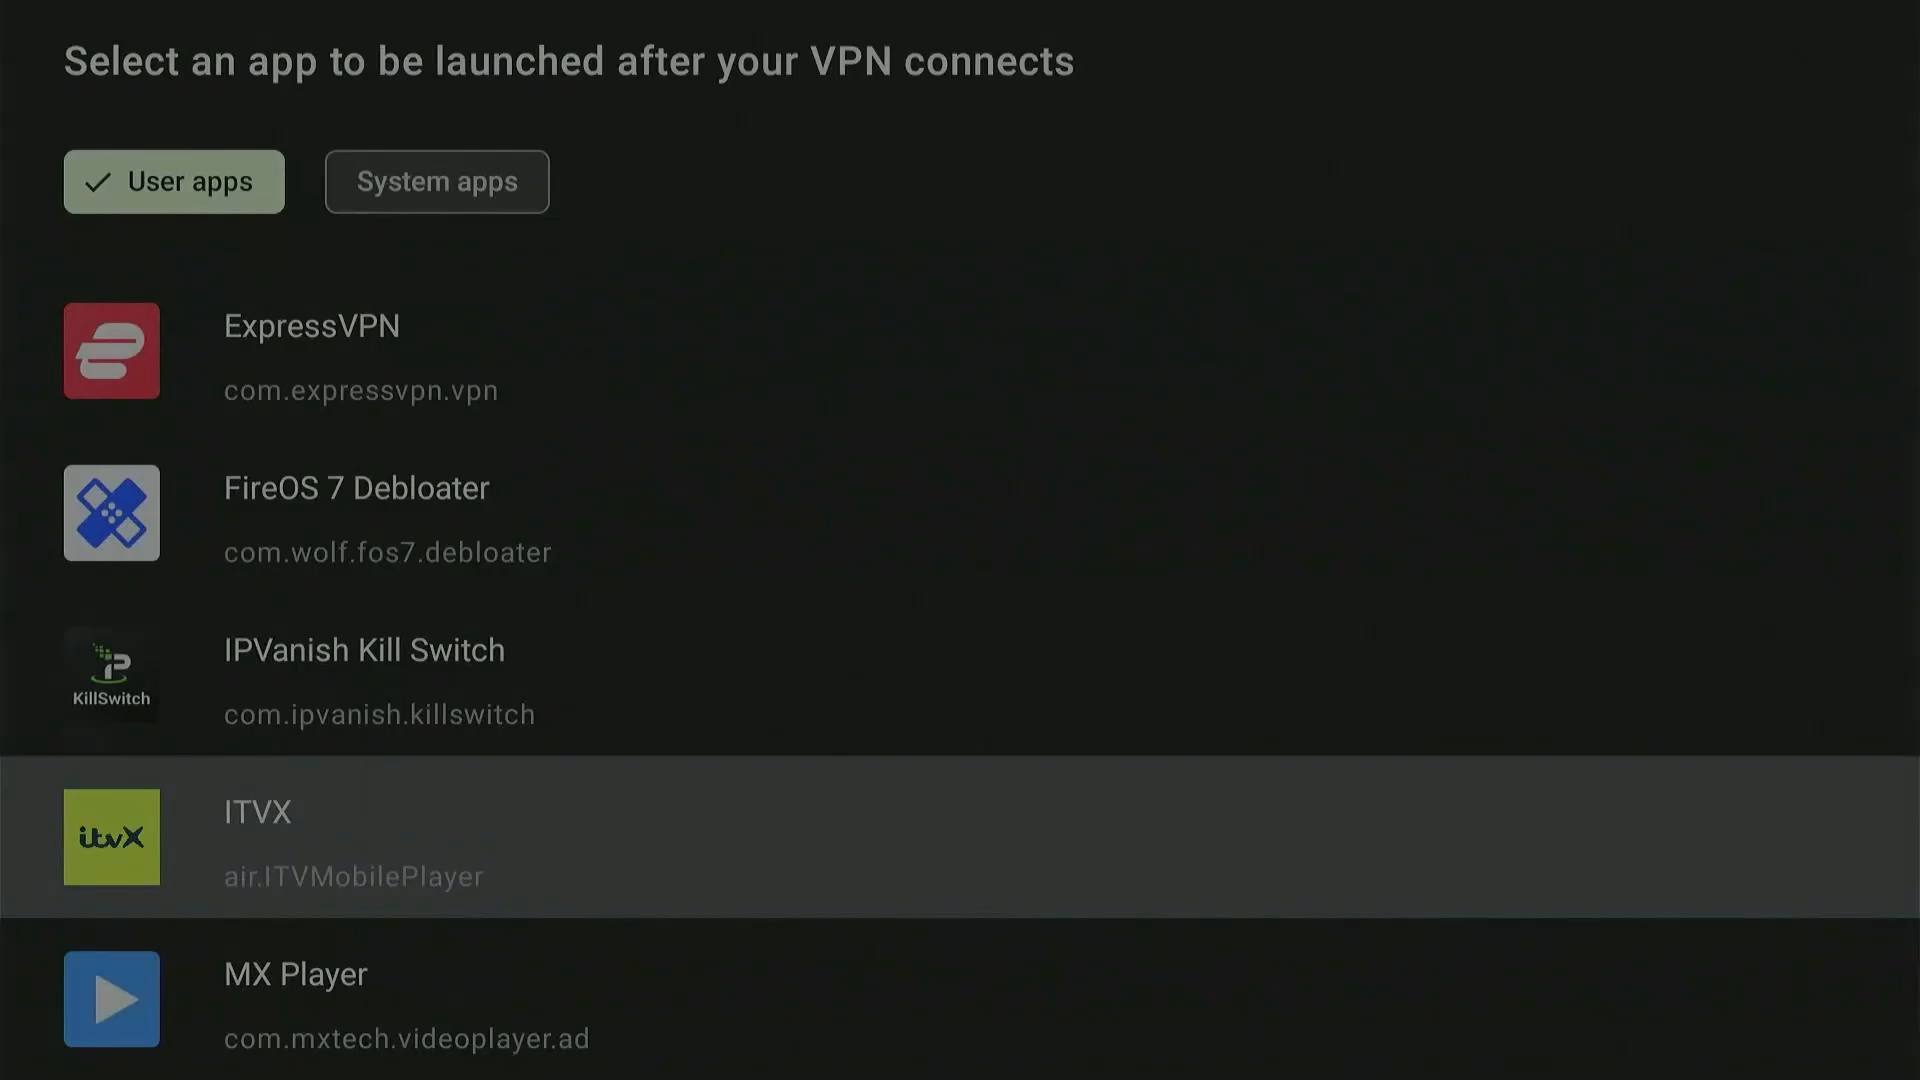 Select an app to be launched after your VPN connects
User apps
System apps
ExpressVPN
com.expressvpn.vpn
FireOS 7 Debloater
com.wolf.fos7.debloater
IPVanish Kill Switch
IP
KillSwitch
com.ipvanish.killswitch
ITVX
itvX
air.ITVMobilePlayer
MX Player
com.mxtech.videoplayer.ad